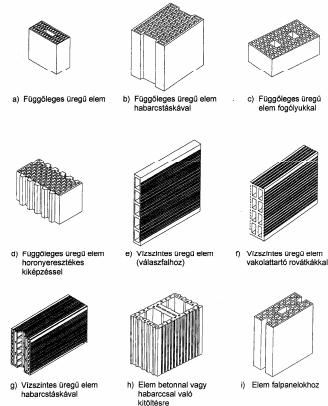 a) Függőleges üregű elem
b) Függőleges üregű elem
habarcstáskával
c) Függőleges üregű
elem fogólyukkal
d) Függőleges üregű elem
horonyeresztékes
kiképzéssel
e) Vízszintes üregű elem
(válaszfalhoz)
f) Vízszintes üregű elem
vakolattartó rovátkákkal
g) Vízszintes üregű elem
habarcstáskával
h) Elem betonnal vagy
habarccsal való
kitöltésre
i) Elem falpanelokhoz